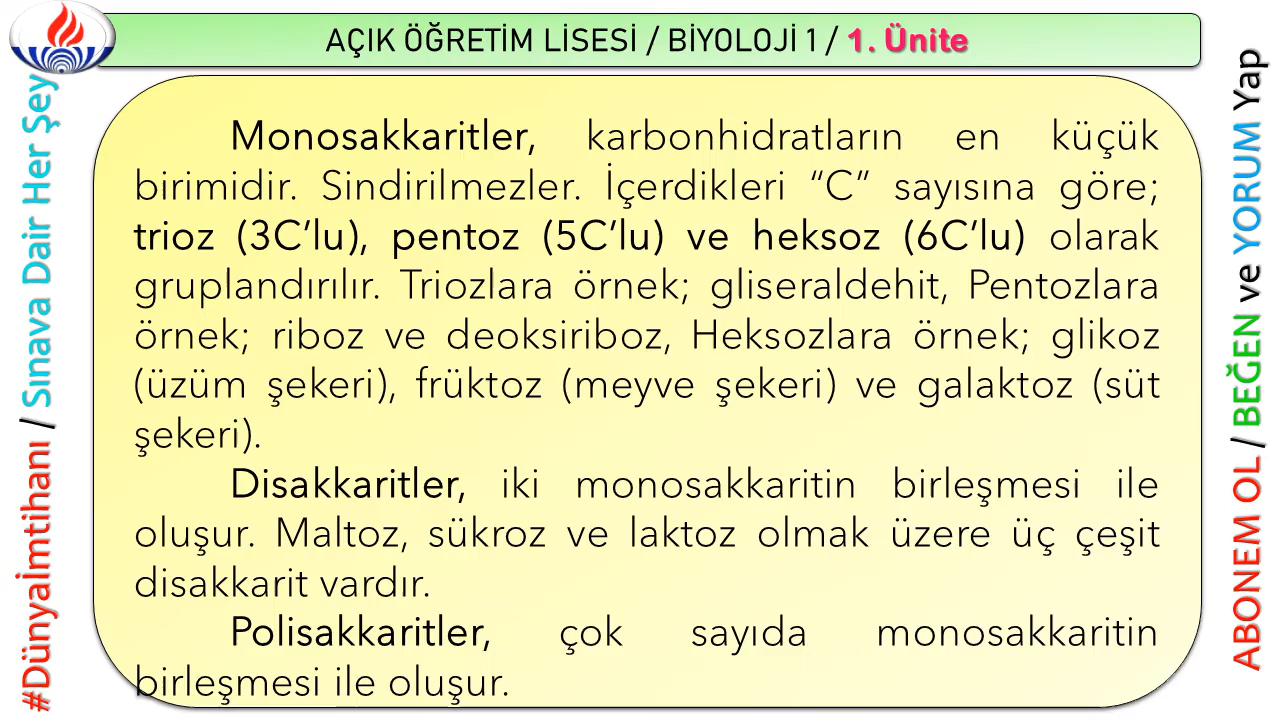 AÇIK ÖĞRETİM LİSESİ / BİYOLOJİ 1 / 1. Ünite
Monosakkaritler, karbonhidratların en küçük
birimidir. Sindirilmezler. İçerdikleri “C” sayısına göre;
trioz (3C’lu), pentoz (5C’lu) ve heksoz (6C’lu) olarak
gruplandırılır. Triozlara örnek; gliseraldehit, Pentozlara
örnek; riboz ve deoksiriboz, Heksozlara örnek; glikoz
(üzüm şekeri), früktoz (meyve şekeri) ve galaktoz (süt
şekeri).
Disakkaritler, iki monosakkaritin birleşmesi ile
oluşur. Maltoz, sükroz ve laktoz olmak üzere üç çeşit
disakkarit vardır.
Polisakkaritler, çok sayıda monosakkaritin
birleşmesi ile oluşur.
#Dünyaİmtihanı / Sınava Dair Her Şey
ABONEM OL / BEĞEN ve YORUM Yap